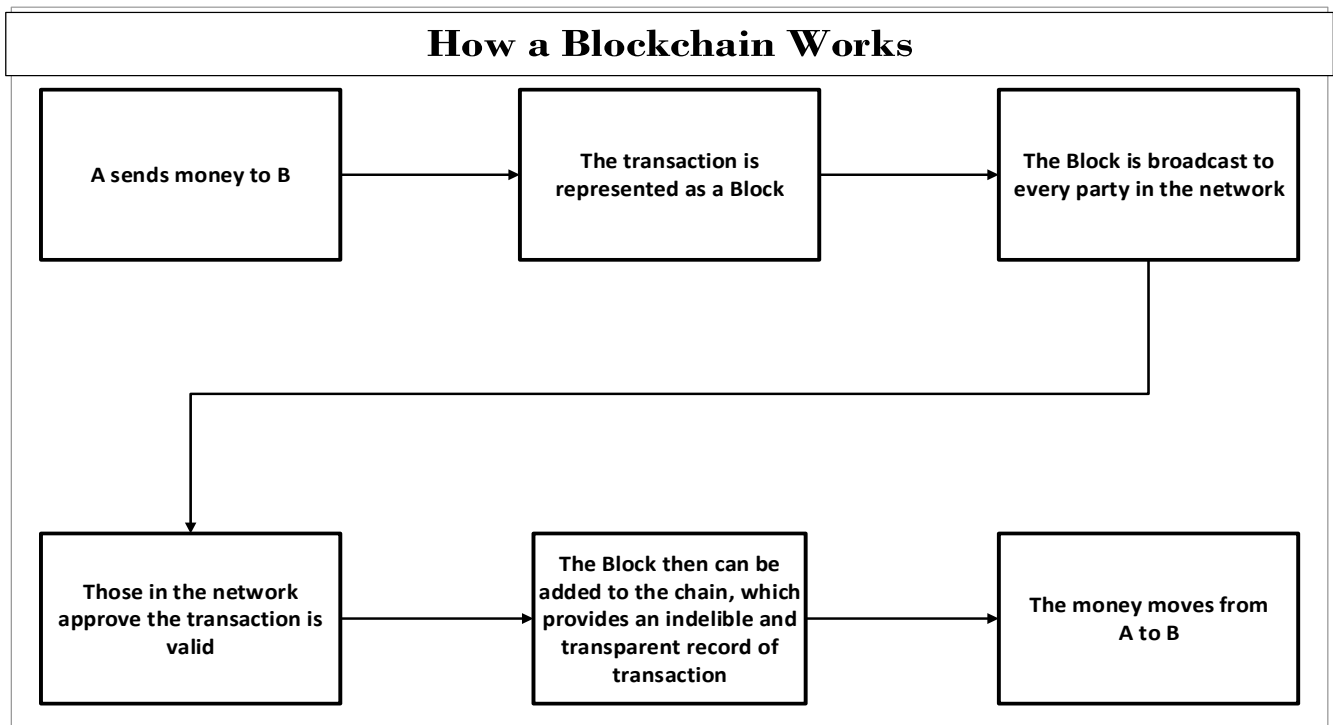 How a Blockchain Works
A sends money to B
The transaction is
represented as a Block
The Block is broadcast to
every party in the network
Those in the network
approve the transaction is
valid
The Block then can be
added to the chain, which
provides an indelible and
transparent record of
transaction
The money moves from
A to B